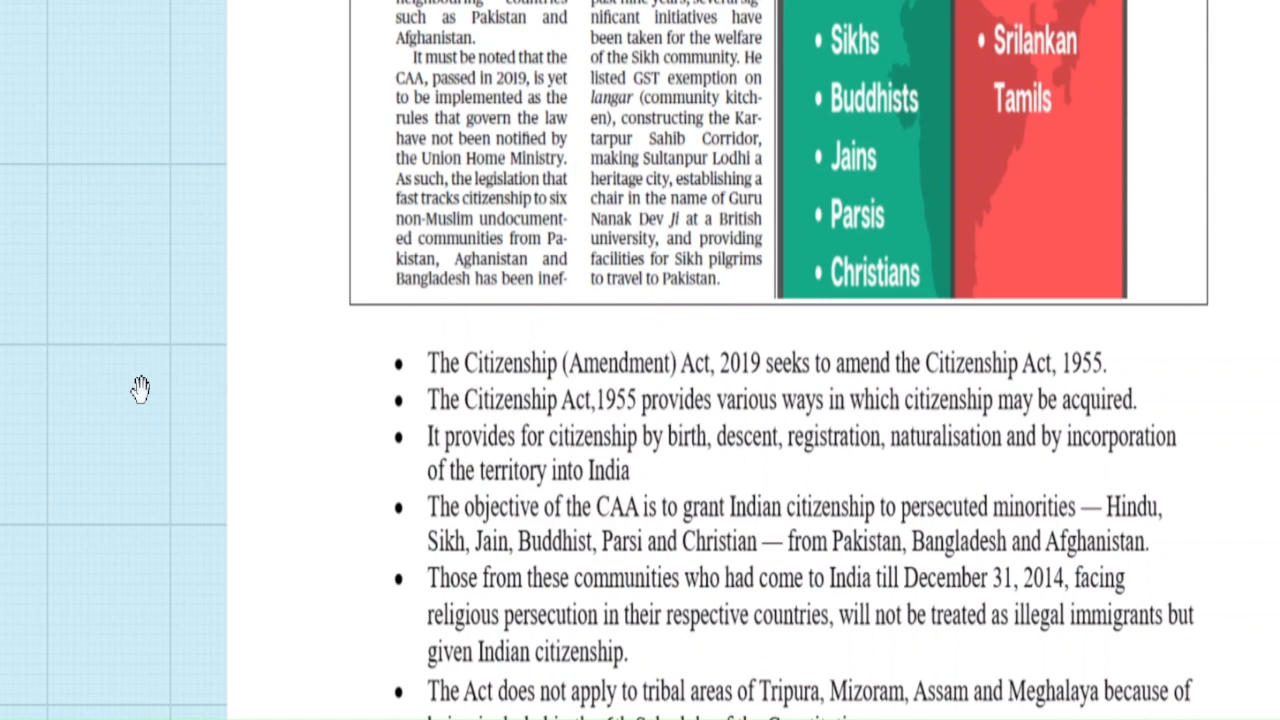 neighbouring countries
such as Pakistan and
Afghanistan.
It must be noted that the
CAA, passed in 2019, is yet
to be implemented as the
rules that govern the law
have not been notified by
the Union Home Ministry.
As such, the legislation that
fast tracks citizenship to six
non-Muslim undocument-
ed communities from Pa-
kistan, Aghanistan and
Bangladesh has been inef-
past nine years, several sig-
nificant initiatives have
been taken for the welfare
of the Sikh community. He
listed GST exemption on
langar (community kitch-
en), constructing the Kar-
tarpur Sahib Corridor,
making Sultanpur Lodhi a
heritage city, establishing a
chair in the name of Guru
Nanak Dev Ji at a British
university, and providing
facilities for Sikh pilgrims
to travel to Pakistan.
• Sikhs
• Buddhists
• Jains
• Parsis
• Christians
• Srilankan
Tamils
• The Citizenship (Amendment) Act, 2019 seeks to amend the Citizenship Act, 1955.
• The Citizenship Act,1955 provides various ways in which citizenship may be acquired.
• It provides for citizenship by birth, descent, registration, naturalisation and by incorporation
of the territory into India
• The objective of the CAA is to grant Indian citizenship to persecuted minorities — Hindu,
Sikh, Jain, Buddhist, Parsi and Christian — from Pakistan, Bangladesh and Afghanistan.
• Those from these communities who had come to India till December 31, 2014, facing
religious persecution in their respective countries, will not be treated as illegal immigrants but
given Indian citizenship.
• The Act does not apply to tribal areas of Tripura, Mizoram, Assam and Meghalaya because of